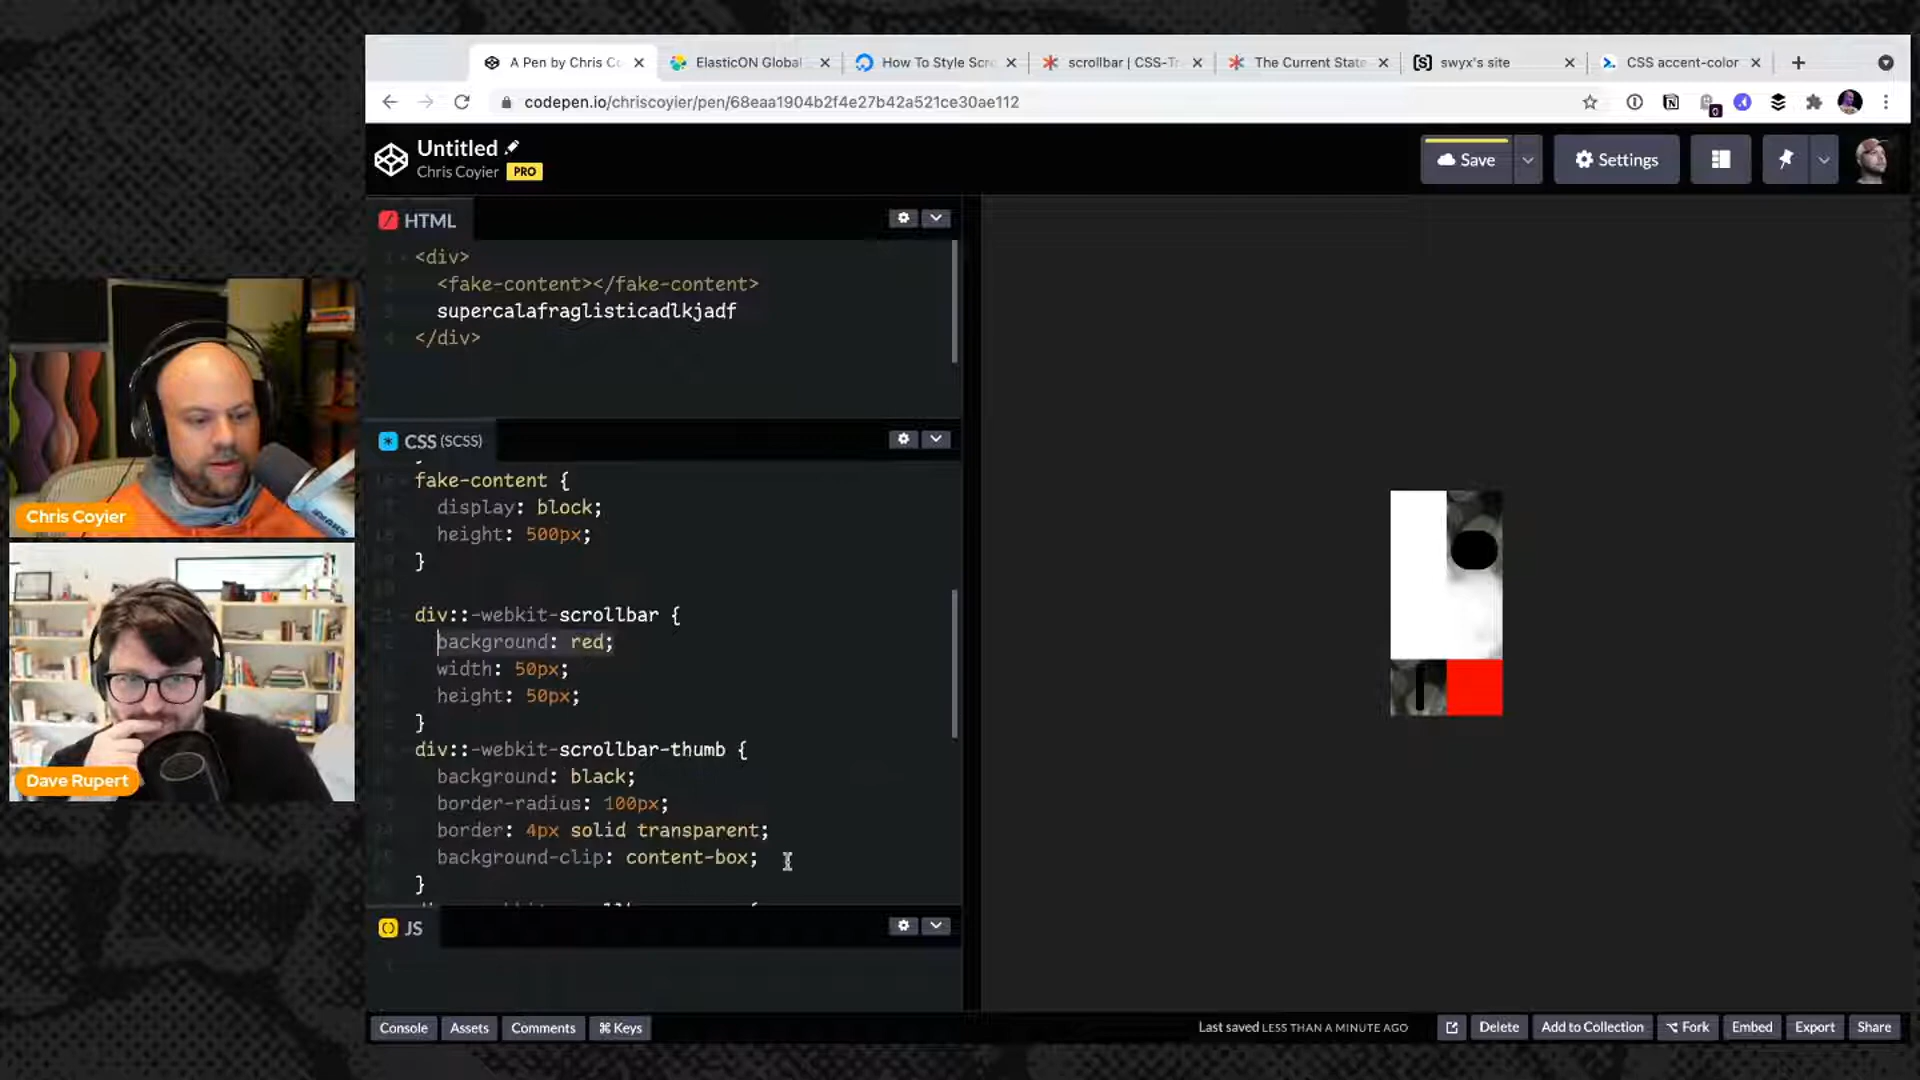 A Pen by Chris Co
ElasticON Global
How To Style Scr
scrollbar | CSS-Tr
The Current State
[S] swyx's site
CSS accent-color
codepen.io/chriscoyier/pen/68eaa1904b2f4e27b42a521ce30ae112
0
Untitled
Chris Coyier PRO
Save
Settings
HTML
<div>
<fake-content></fake-content>
supercalafraglisticadlkjadf
</div>
CSS (SCSS)
fake-content {
display: block;
height: 500px;
}
div::-webkit-scrollbar {
background: red;
width: 50px;
height: 50px;
}
div::-webkit-scrollbar-thumb {
background: black;
border-radius: 100px;
border: 4px solid transparent;
background-clip: content-box;
}
JS
Chris Coyier
Dave Rupert
Console
Assets
Comments
⌘ Keys
Last saved LESS THAN A MINUTE AGO
Delete
Add to Collection
Fork
Embed
Export
Share